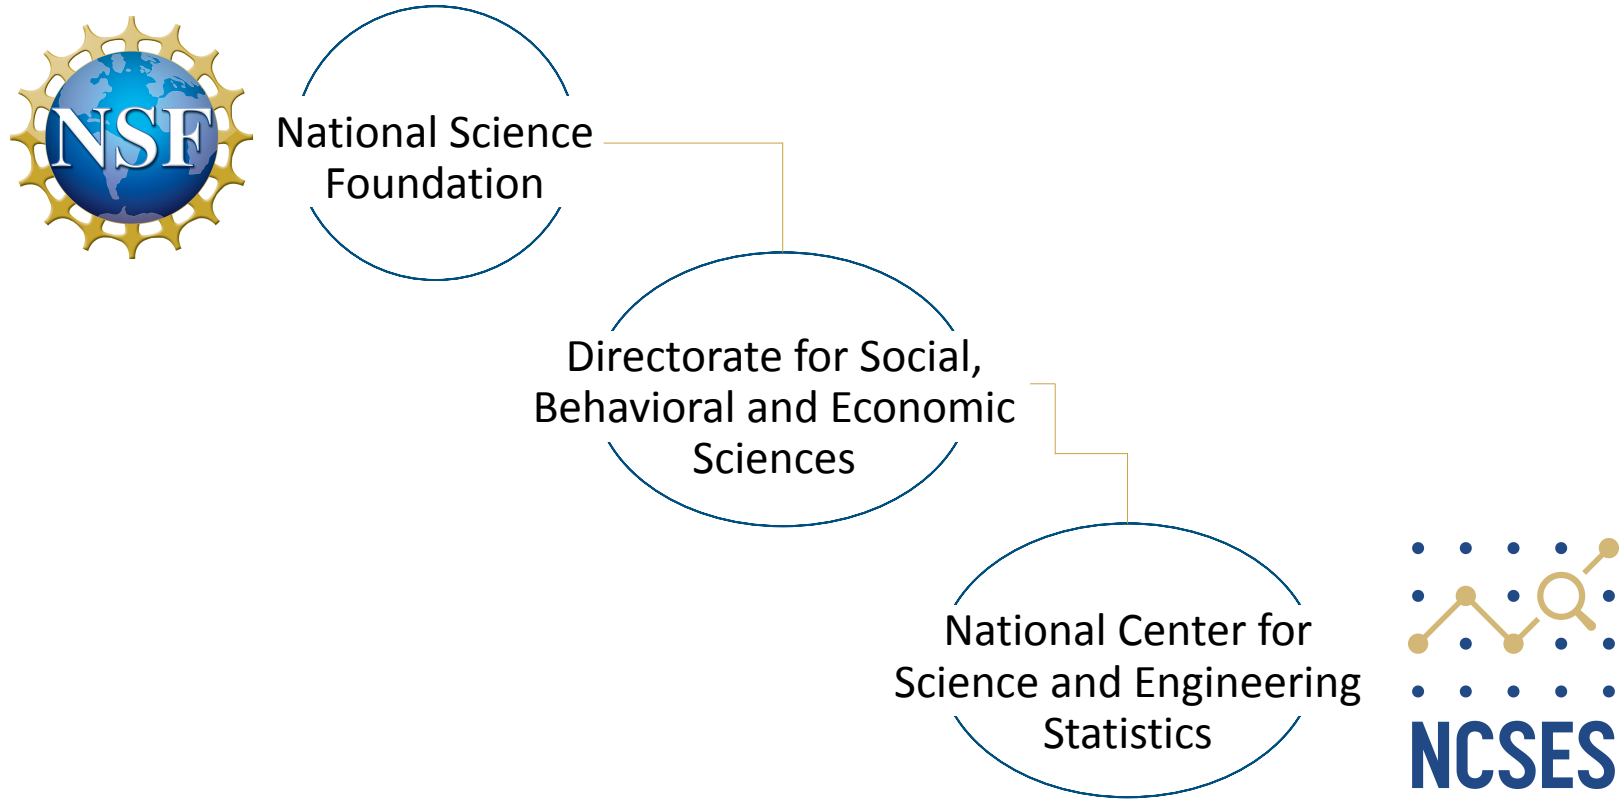 NSF
National Science
Foundation
Directorate for Social,
Behavioral and Economic
Sciences
National Center for
Science and Engineering
Statistics
NCSES